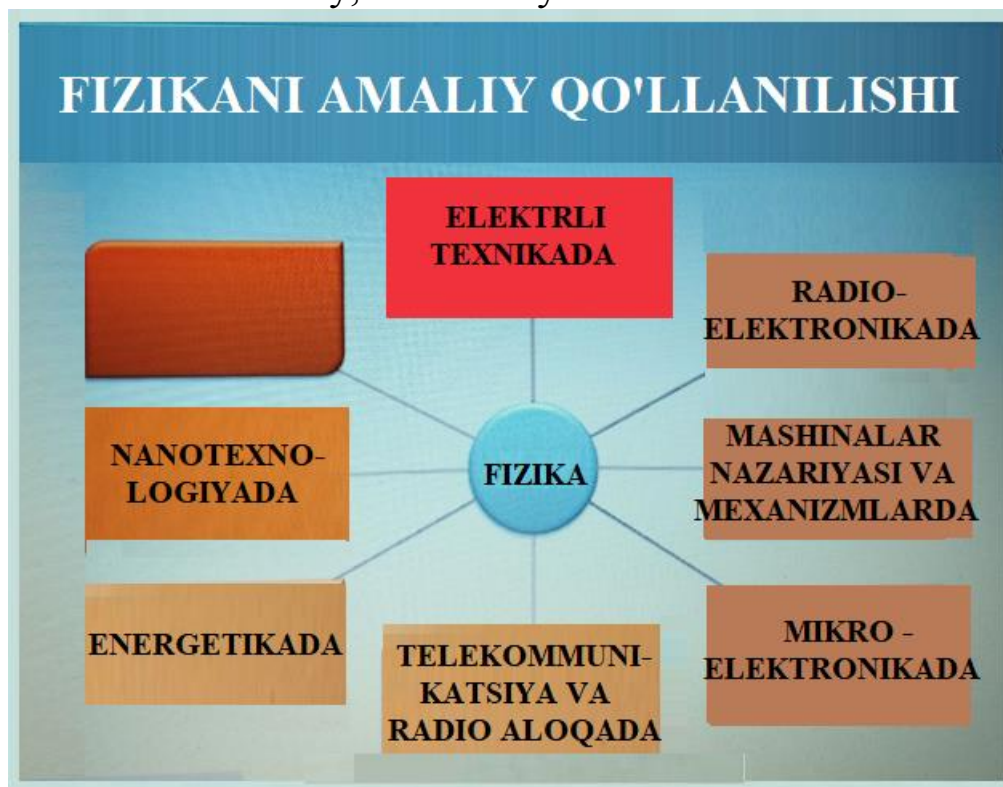 FIZIKANI AMALIY QO'LLANILISHI
ELEKTRLI
TEXNIKADA
RADIO-
ELEKTRONIKADA
NANOTEXNO-
LOGIYADA
FIZIKA
MASHINALAR
NAZARIYASI VA
MEXANIZMLARDA
ENERGETIKADA
TELEKOMMUNI-
KATSIYA VA
RADIO ALOQADA
MIKRO -
ELEKTRONIKADA